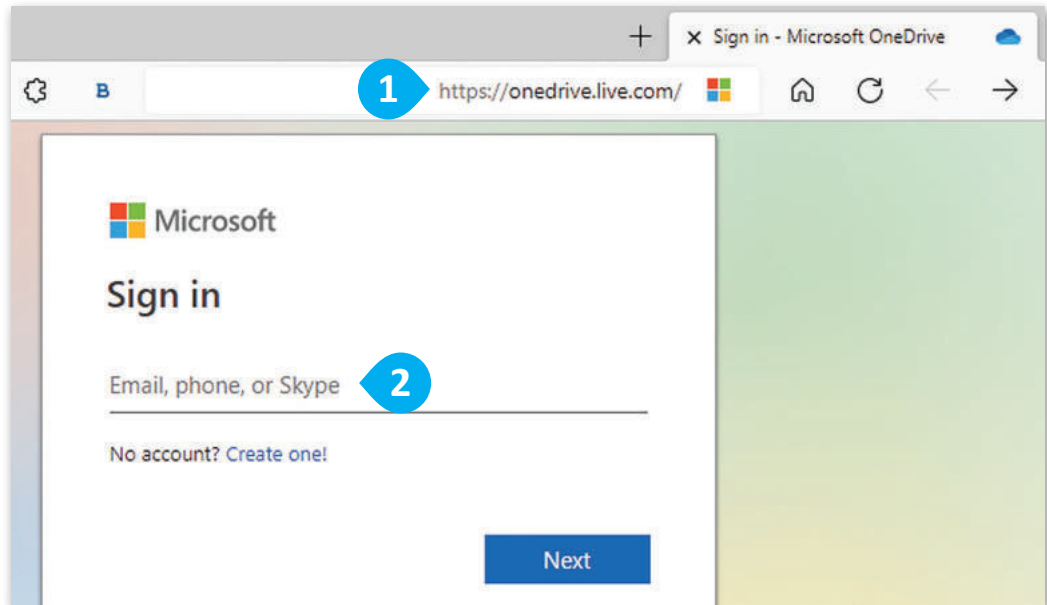 Sign in - Microsoft OneDrive
B
1 https://onedrive.live.com/
Microsoft
Sign in
Email, phone, or Skype 2
No account? Create one!
Next